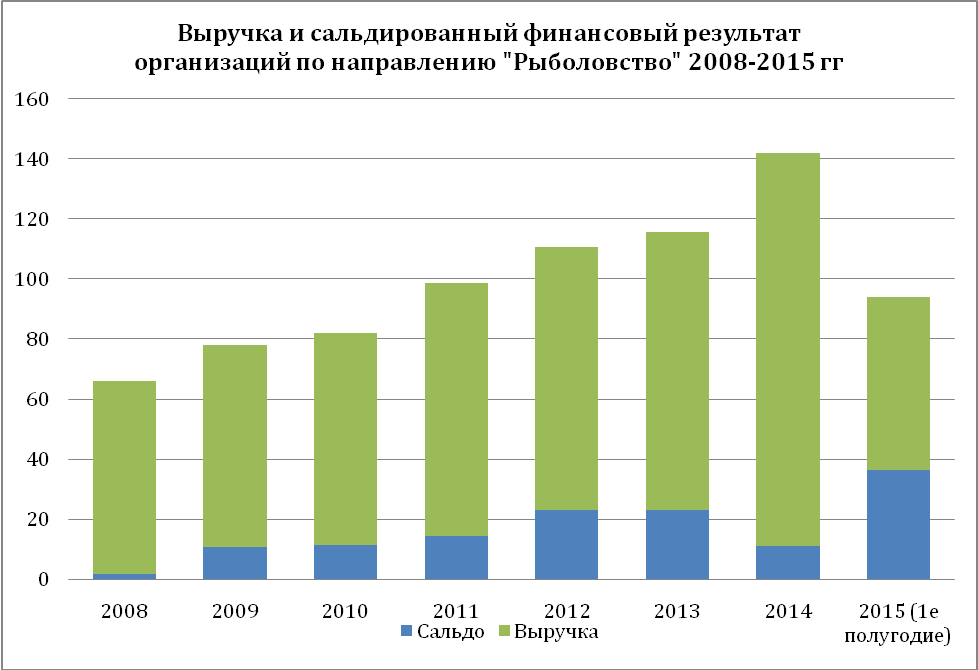 Выручка и сальдированный финансовый результат
организаций по направлению "Рыболовство" 2008-2015 гг
160
140
120
100
80
60
40
20
0
2008 2009 2010 2011 2012 2013 2014 2015 (1е
полугодие)
Сальдо Выручка